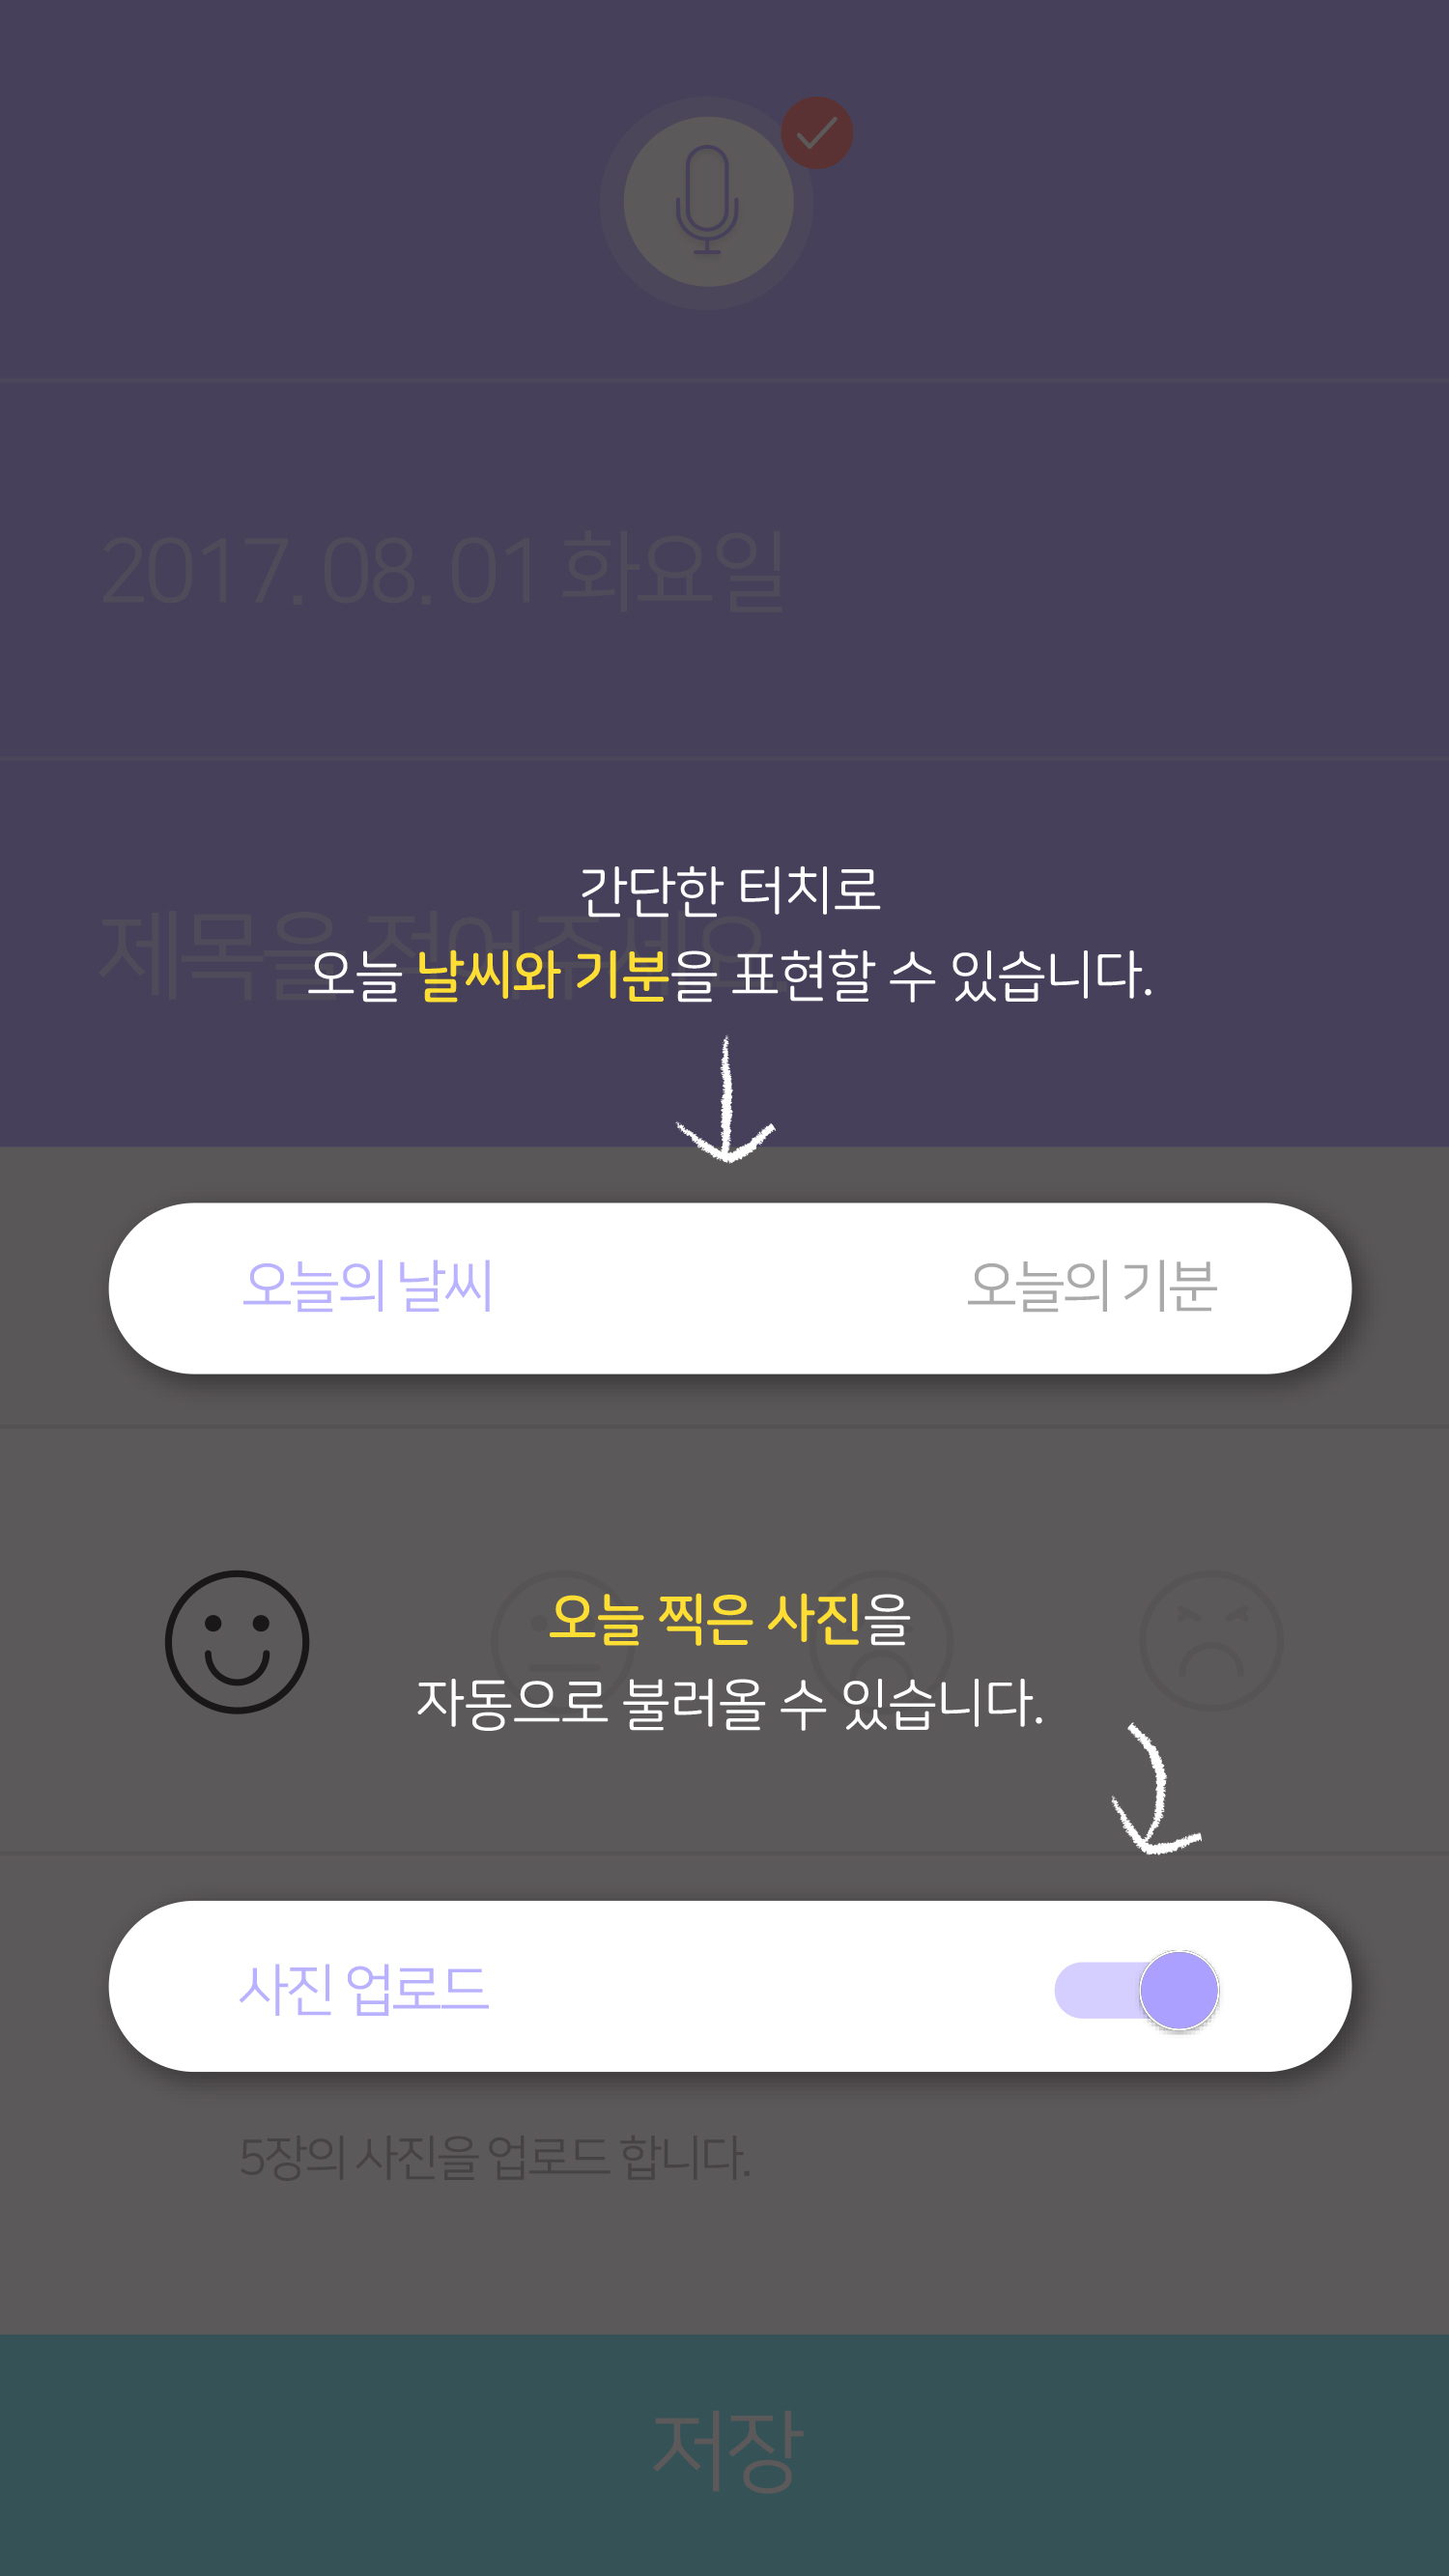 2017. 08. 01 화요일
제목을 적어주세요.
간단한 터치로
오늘 날씨와 기분을 표현할 수 있습니다.
오늘의 날씨 오늘의 기분
오늘 찍은 사진을
자동으로 불러올 수 있습니다.
사진 업로드
5장의 사진을 업로드 합니다.
저장